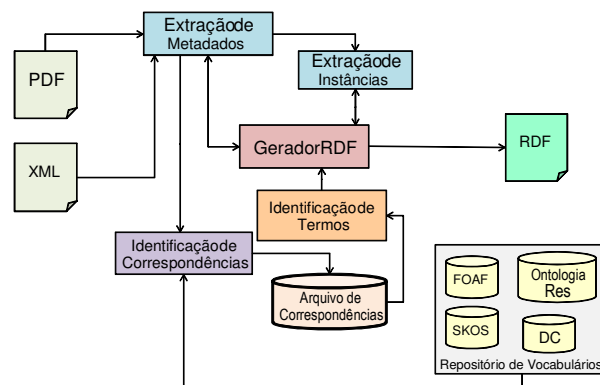 Extraçãode
Metadados
Extraçãode
Instâncias
PDF
XML
GeradorRDF
RDF
Identificaçãode
Termos
Identificaçãode
Correspondências
Arquivo de
Correspondências
FOAF
Ontologia
Res
SKOS
DC
Repositório de Vocabulários